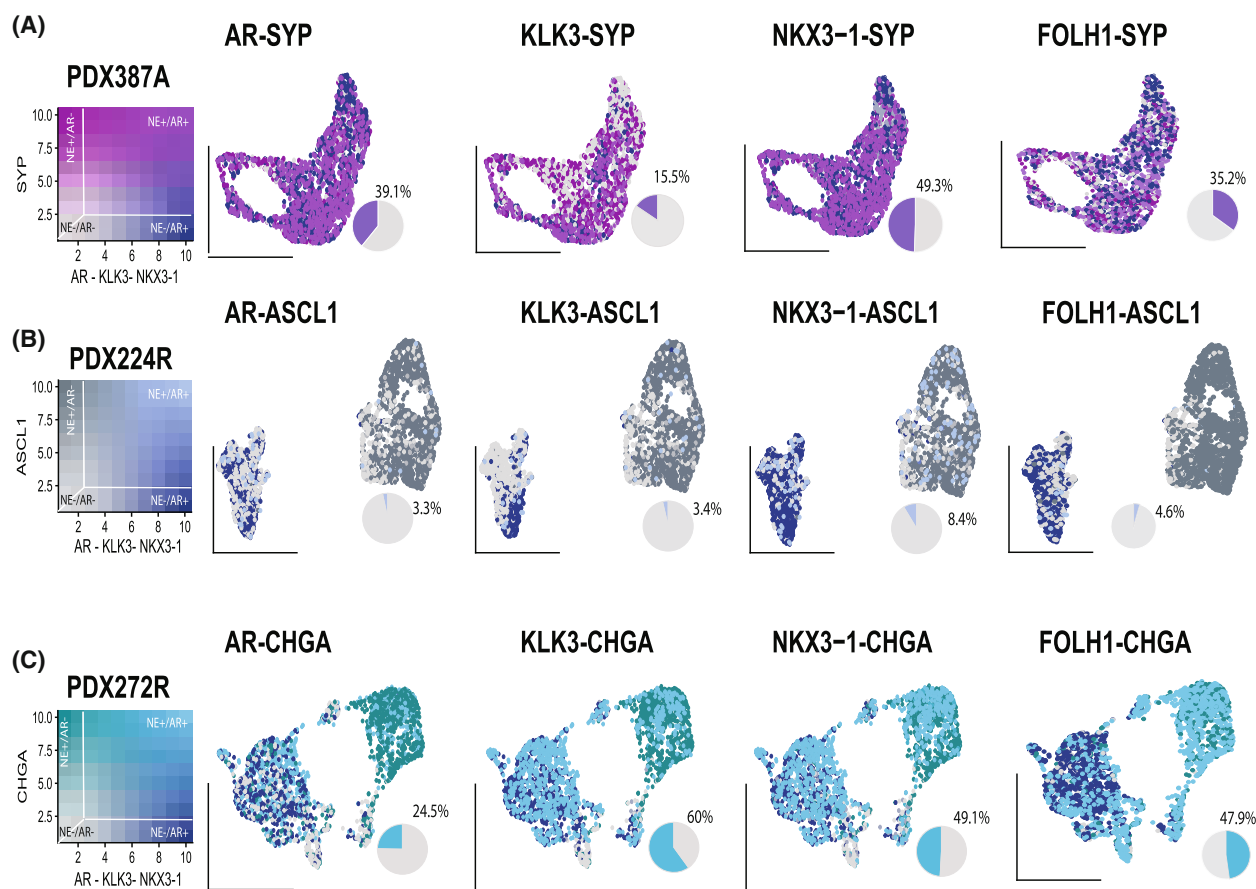 (A)
AR-SYP
KLK3-SYP
NKX3−1-SYP
FOLH1-SYP
PDX387A
10.0
7.5
5.0
2.5
SYP
NE+/AR-
NE+/AR+
NE-/AR-
NE-/AR+
2 4 6 8 10
AR - KLK3- NKX3-1
39.1%
15.5%
49.3%
35.2%
(B)
AR-ASCL1
KLK3-ASCL1
NKX3−1-ASCL1
FOLH1-ASCL1
PDX224R
10.0
7.5
5.0
2.5
ASCL1
NE+/AR-
NE+/AR+
NE-/AR-
NE-/AR+
2 4 6 8 10
AR - KLK3- NKX3-1
3.3%
3.4%
8.4%
4.6%
(C)
AR-CHGA
KLK3-CHGA
NKX3−1-CHGA
FOLH1-CHGA
PDX272R
10.0
7.5
5.0
2.5
CHGA
NE+/AR-
NE+/AR+
NE-/AR-
NE-/AR+
2 4 6 8 10
AR - KLK3- NKX3-1
24.5%
60%
49.1%
47.9%